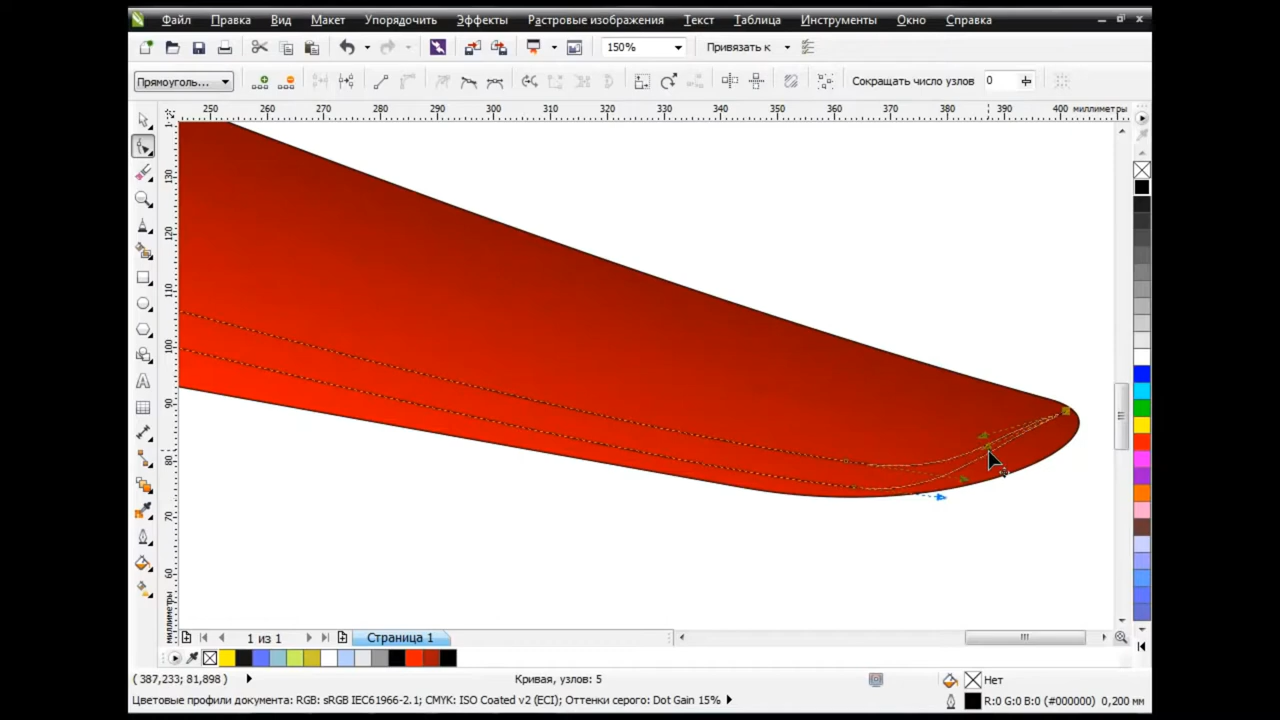 Файл Правка Вид Макет Упорядочить Эффекты Растровые изображения Текст Таблица Инструменты Окно Справка
150% Привязать к
Прямоуголь... Сокращать число узлов 0
250 260 270 280 290 300 310 320 330 340 350 360 370 380 390 400 миллиметры
130
120
110
100
90
80
70
60
миллиметры
1 из 1 Страница 1
( 387,233; 81,898 ) Кривая, узлов: 5 Нет
Цветовые профили документа: RGB: sRGB IEC61966-2.1; CMYK: ISO Coated v2 (ECI); Оттенки серого: Dot Gain 15% R:0 G:0 B:0 (#000000) 0,200 мм